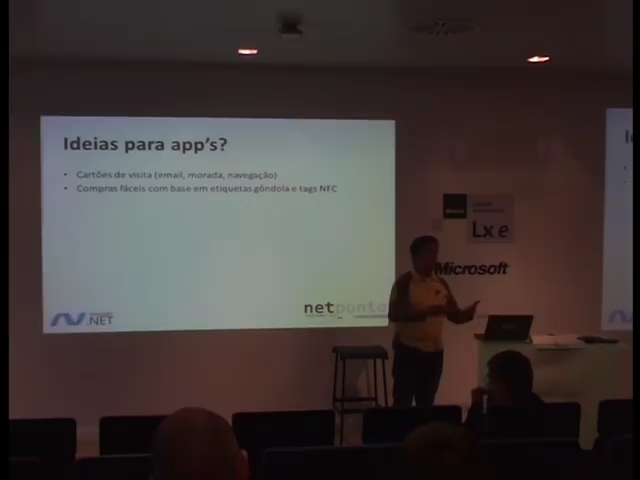 Ideias para app's?
• Cartões de visita (email, morada, navegação)
• Compras fáceis com base em etiquetas gôndola e tags NFC
.NET
netponto
Lx e
Microsoft